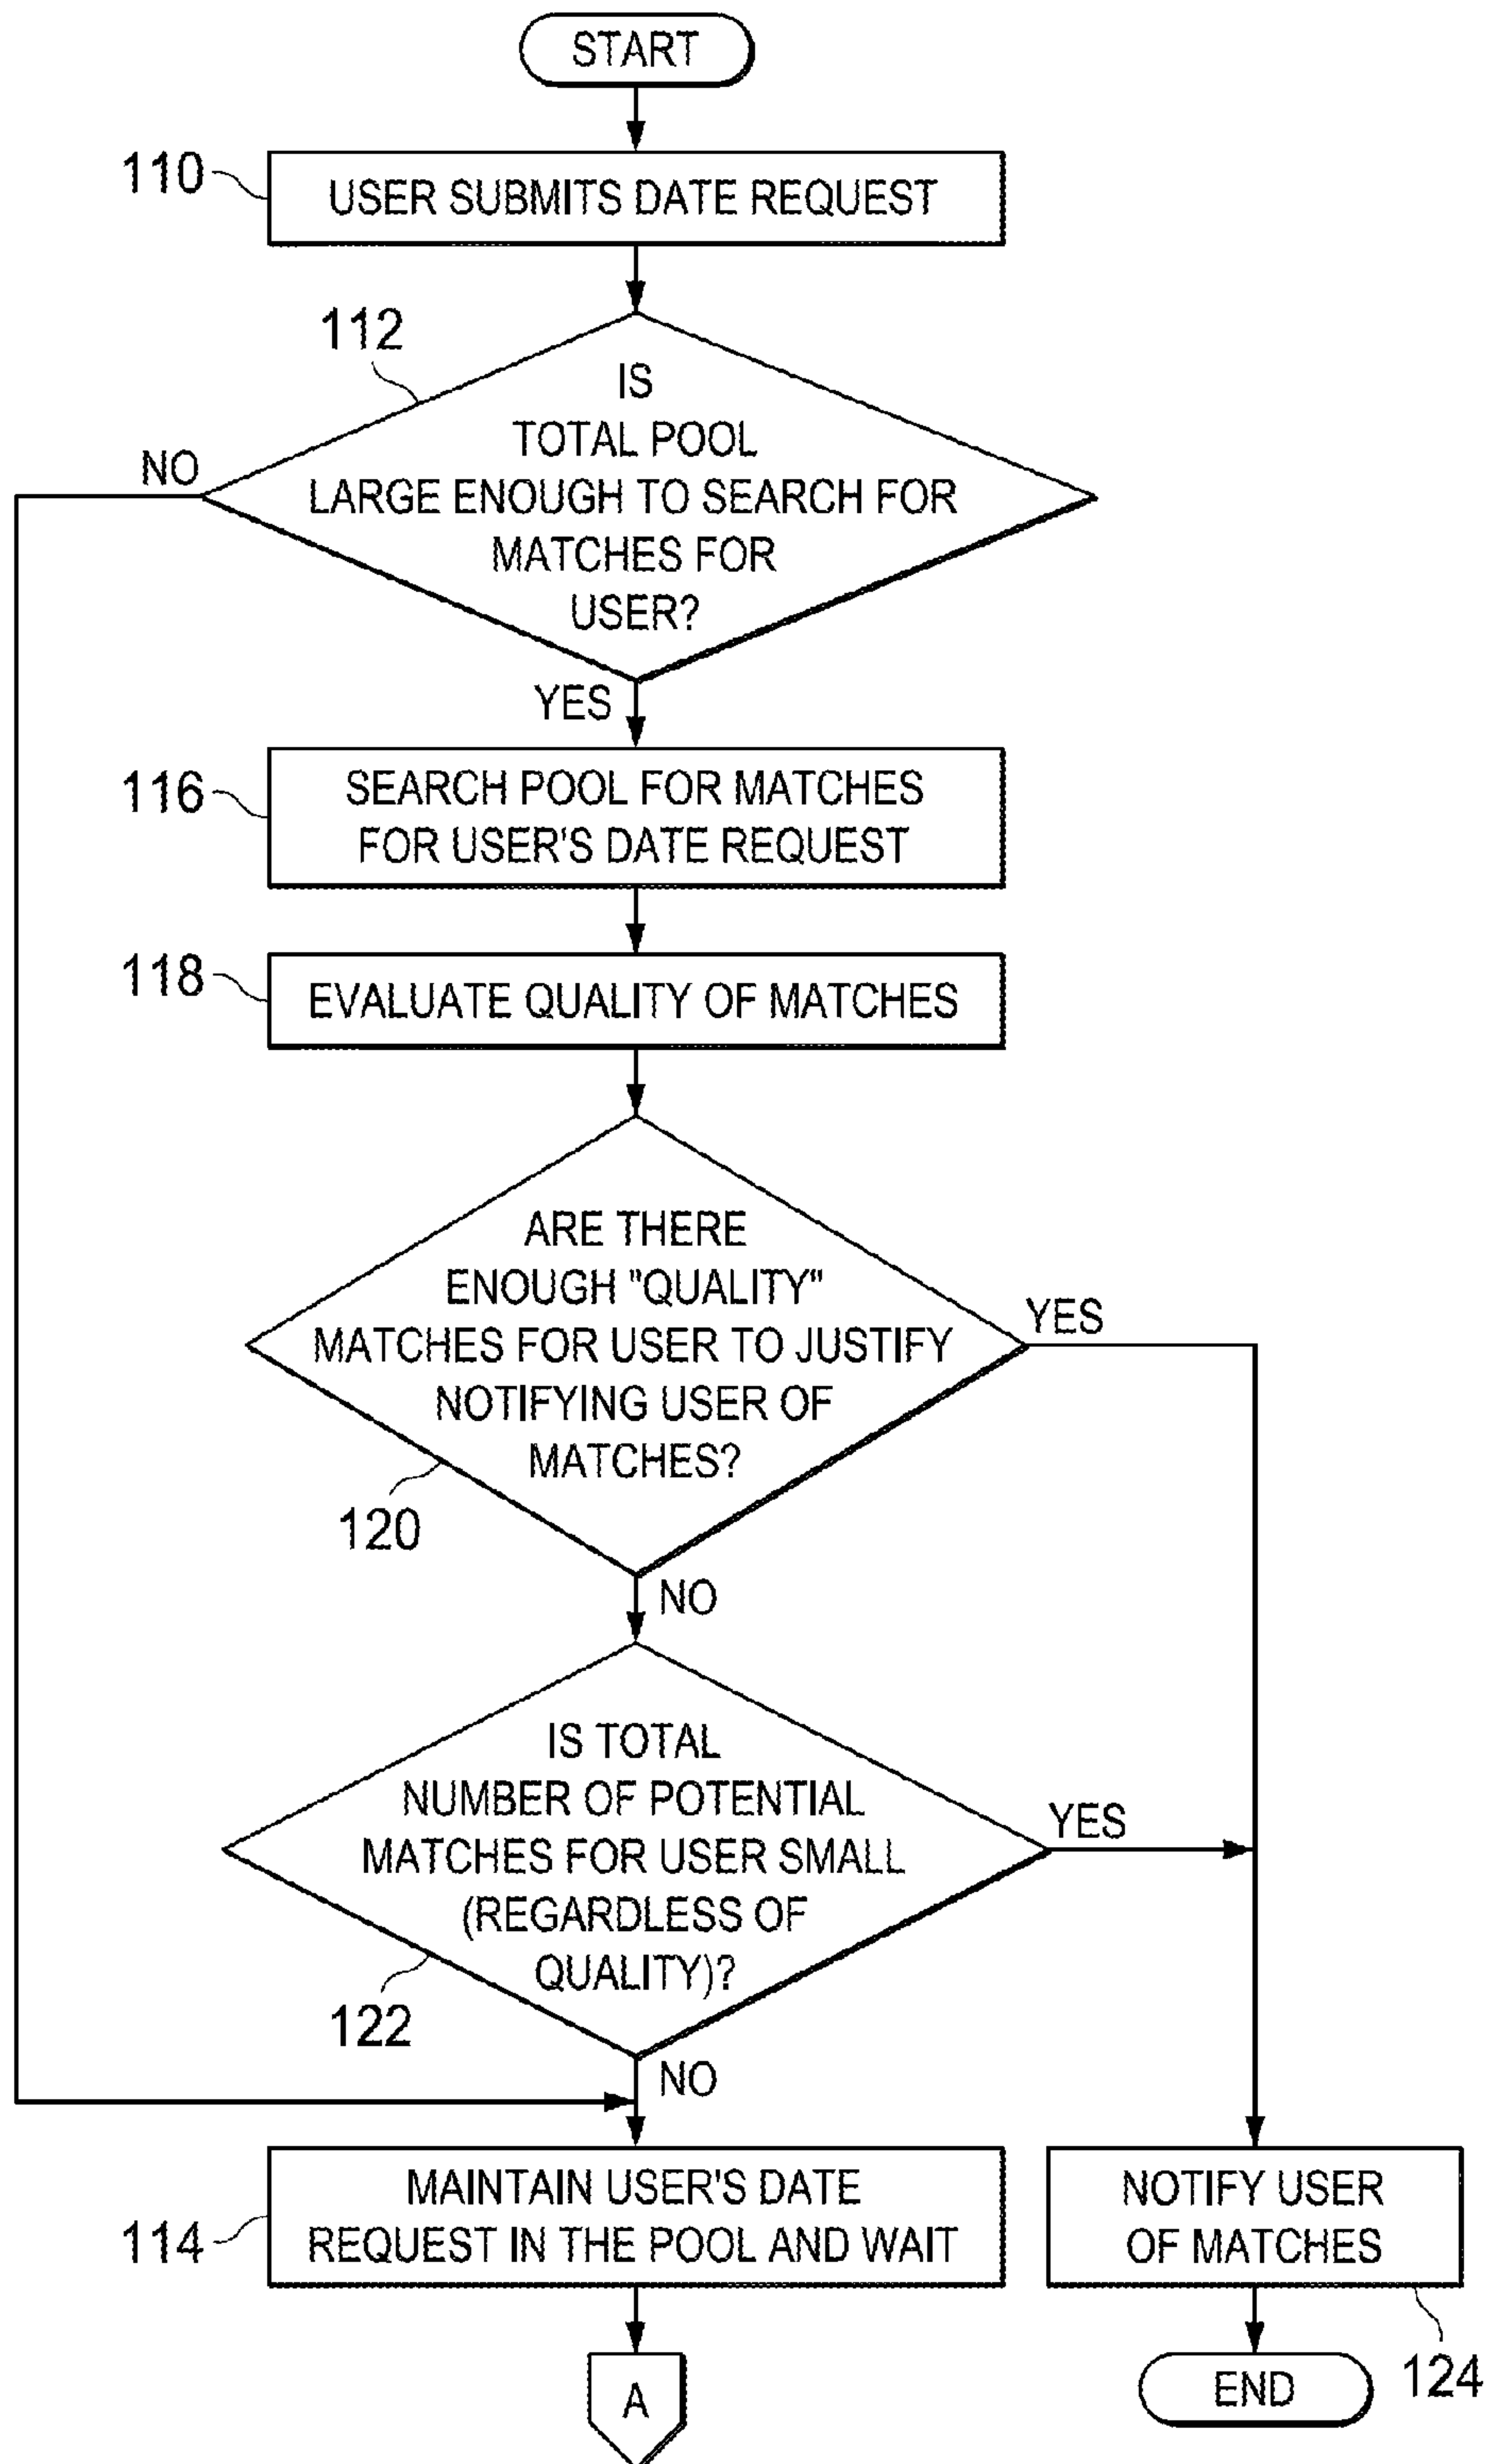 START
110
USER SUBMITS DATE REQUEST
112
IS
TOTAL POOL
LARGE ENOUGH TO SEARCH FOR
MATCHES FOR
USER?
NO
YES
116
SEARCH POOL FOR MATCHES
FOR USER'S DATE REQUEST
118
EVALUATE QUALITY OF MATCHES
ARE THERE
ENOUGH "QUALITY"
MATCHES FOR USER TO JUSTIFY
NOTIFYING USER OF
MATCHES?
YES
120
NO
IS TOTAL
NUMBER OF POTENTIAL
MATCHES FOR USER SMALL
(REGARDLESS OF
QUALITY)?
YES
122
NO
114
MAINTAIN USER'S DATE
REQUEST IN THE POOL AND WAIT
NOTIFY USER
OF MATCHES
124
A
END